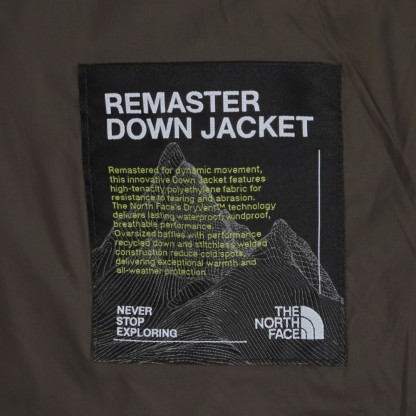 REMASTER
DOWN JACKET
Remastered for dynamic movement,
this innovative Down Jacket features
high-tenacity polyethylene fabric for
resistance to tearing and abrasion.
The North Face's DryVent™ technology
delivers lasting waterproof, windproof,
breathable performance.
Oversized baffles with performance
recycled down and stitchless welded
construction reduce cold spots,
delivering exceptional warmth and
all-weather protection.
NEVER
STOP
EXPLORING
THE
NORTH
FACE